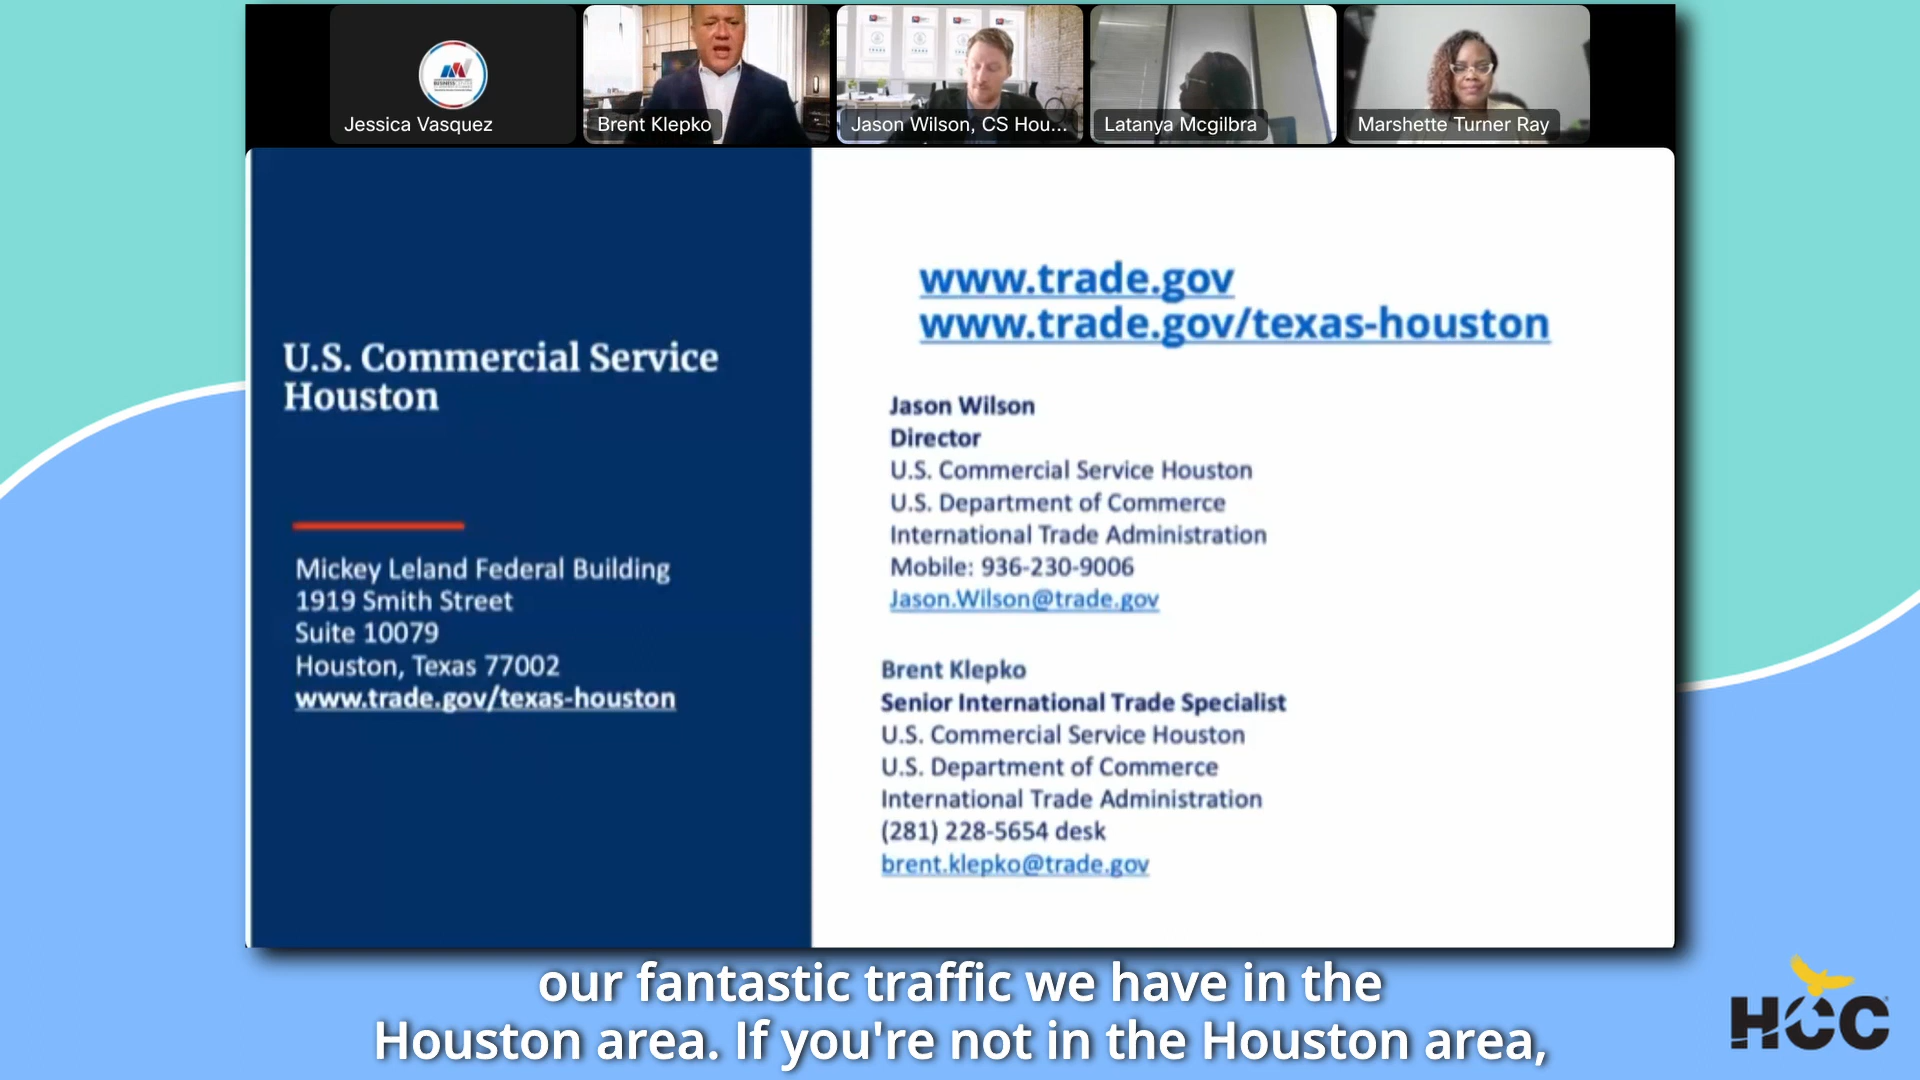 Jessica Vasquez
Brent Klepko
Jason Wilson, CS Hou...
Latanya Mcgilbra
Marshette Turner Ray
U.S. Commercial Service
Houston
Mickey Leland Federal Building
1919 Smith Street
Suite 10079
Houston, Texas 77002
www.trade.gov/texas-houston
www.trade.gov
www.trade.gov/texas-houston
Jason Wilson
Director
U.S. Commercial Service Houston
U.S. Department of Commerce
International Trade Administration
Mobile: 936-230-9006
Jason.Wilson@trade.gov
Brent Klepko
Senior International Trade Specialist
U.S. Commercial Service Houston
U.S. Department of Commerce
International Trade Administration
(281) 228-5654 desk
brent.klepko@trade.gov
our fantastic traffic we have in the
Houston area. If you're not in the Houston area,
HCC